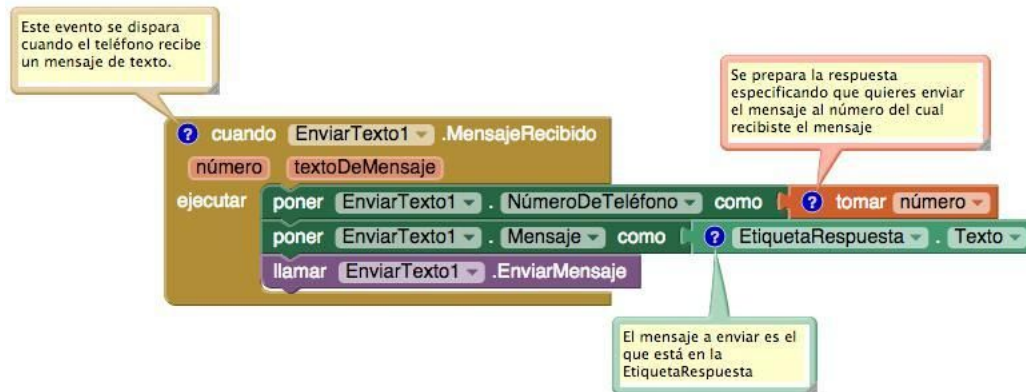 Este evento se dispara
cuando el teléfono recibe
un mensaje de texto.
Se prepara la respuesta
especificando que quieres enviar
el mensaje al número del cual
recibiste el mensaje
? cuando EnviarTexto1 .MensajeRecibido
número textoDeMensaje
ejecutar poner EnviarTexto1 . NúmeroDeTeléfono como ? tomar número
poner EnviarTexto1 . Mensaje como ? EtiquetaRespuesta . Texto
llamar EnviarTexto1 .EnviarMensaje
El mensaje a enviar es el
que está en la
EtiquetaRespuesta